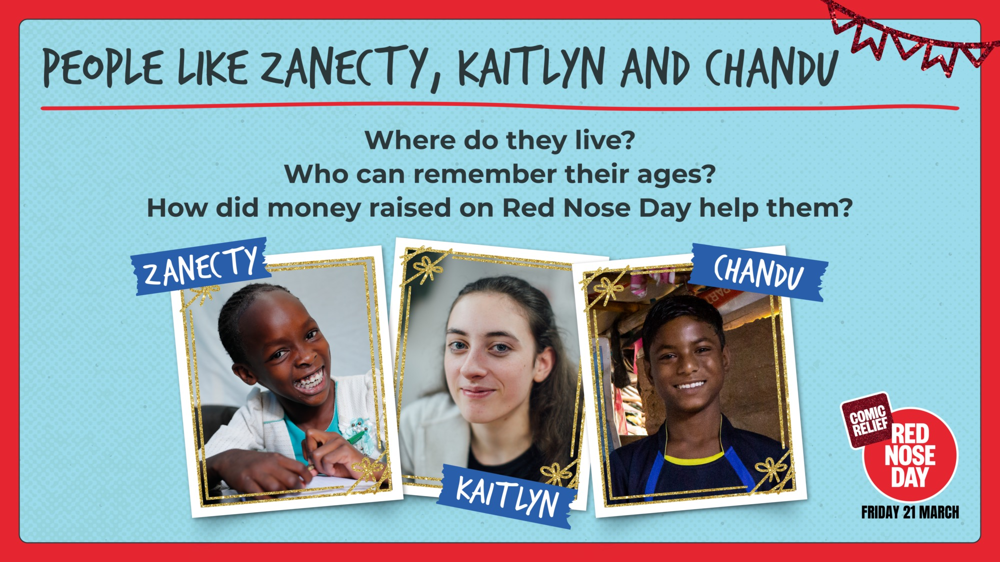 PEOPLE LIKE ZANECTY, KAITLYN AND CHANDU
Where do they live?
Who can remember their ages?
How did money raised on Red Nose Day help them?
ZANECTY
KAITLYN
CHANDU
COMIC
RELIEF
RED
NOSE
DAY
FRIDAY 21 MARCH